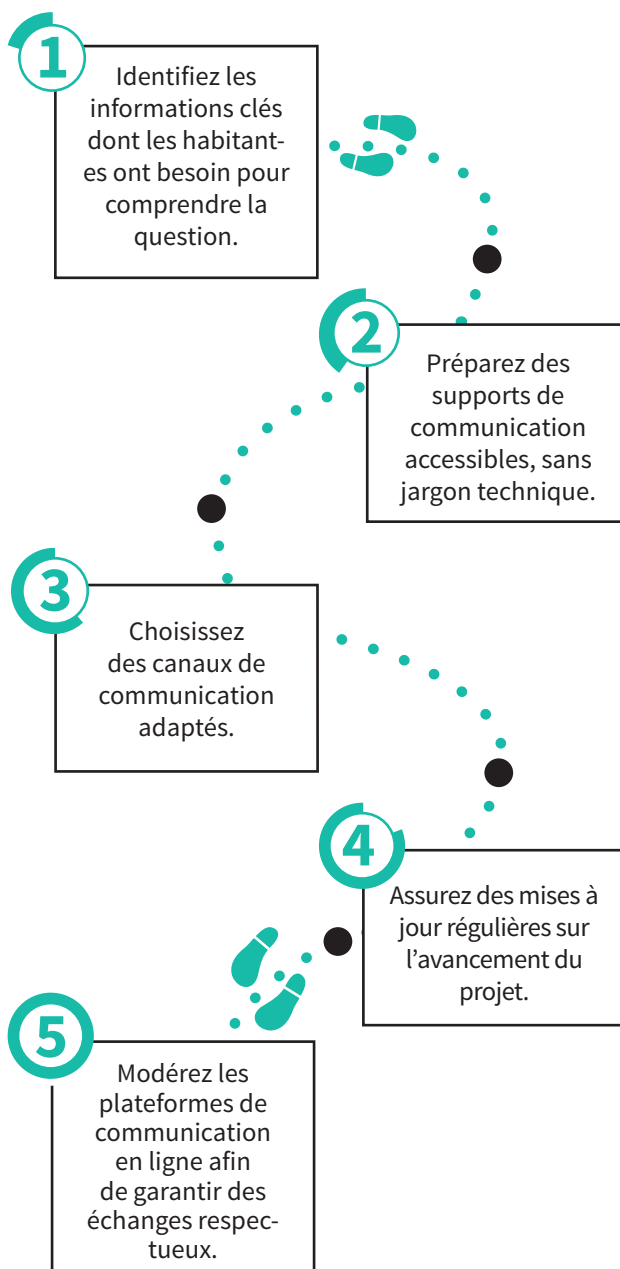 1
Identifiez les
informations clés
dont les habitant-
es ont besoin pour
comprendre la
question.
2
Préparez des
supports de
communication
accessibles, sans
jargon technique.
3
Choisissez
des canaux de
communication
adaptés.
4
Assurez des mises à
jour régulières sur
l'avancement du
projet.
5
Modérez les
plateformes de
communication
en ligne afin
de garantir des
échanges respec-
tueux.